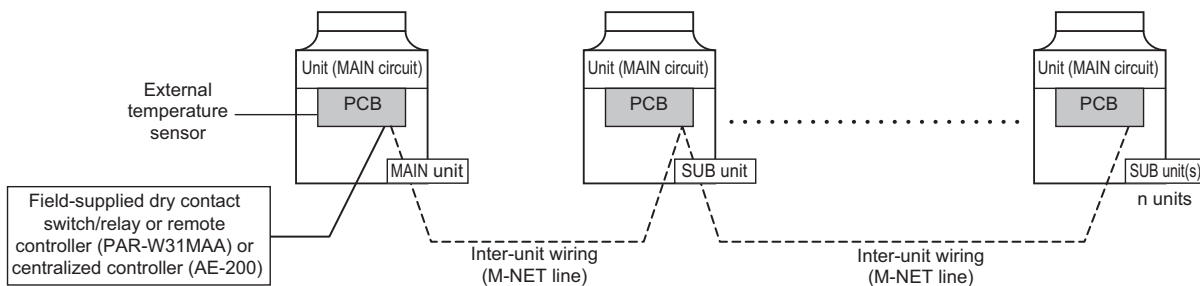 Unit (MAIN circuit)
PCB
External
temperature
sensor
MAIN unit
Field-supplied dry contact
switch/relay or remote
controller (PAR-W31MAA) or
centralized controller (AE-200)
Inter-unit wiring
(M-NET line)
Unit (MAIN circuit)
PCB
SUB unit
Inter-unit wiring
(M-NET line)
Unit (MAIN circuit)
PCB
SUB unit(s)
n units